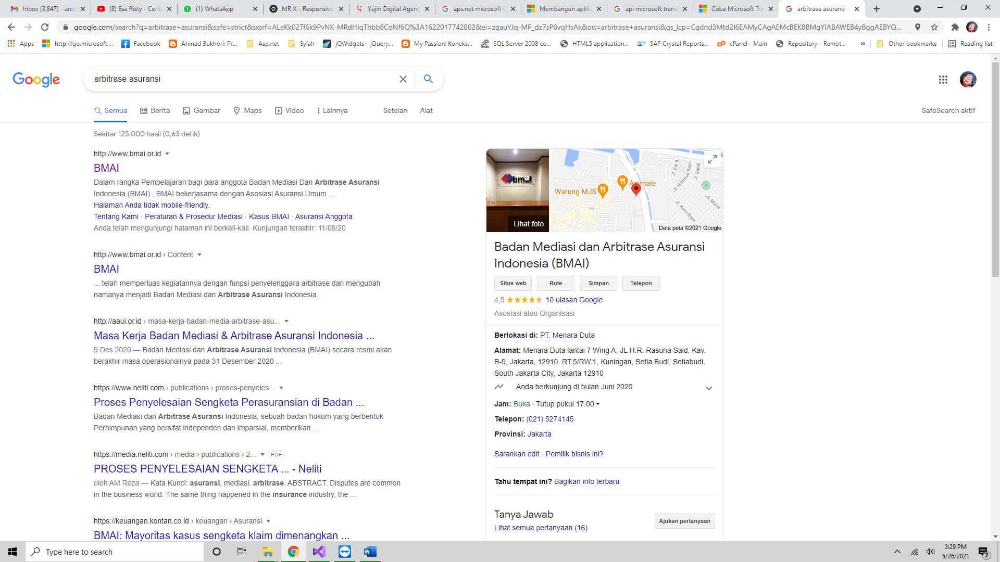 Inbox (3,847) - and
(8) Esa Risty - Cerit
(1) WhatsApp
MR X - Responsive
Yujin Digital Agenc
aps.net microsoft t
Membangun aplika
api microsoft trans
Coba Microsoft Tra
arbitrase asuransi -
google.com/search?q=arbitrase+asuransi&safe=strict&sxsrf=ALeKk02Tf6k9PvNK-MRdHIqThbb8CoNf6Q%3A1622017742802&ei=zgauYJq-MP_dz7sP6vqHsAk&oq=arbitrase+asuransi&gs_lcp=Cgdnd3Mtd2l6EAMyCAgAEMcBEK8BMgYIABAWEB4yBggAEBYQ...
Apps
http://go.microsoft....
Facebook
Ahmad Bukhori: Pr...
Asp.net
Syiah
jQWidgets - jQuery...
My Passion: Koneks...
SQL Server 2008 co...
HTML5 application...
SAP Crystal Reports...
cPanel - Main
Repository - Remot...
»
Other bookmarks
Reading list
Google
arbitrase asuransi
Semua
Berita
Gambar
Maps
Video
Lainnya
Setelan
Alat
SafeSearch aktif
Sekitar 125.000 hasil (0,63 detik)
http://www.bmai.or.id
BMAI
Dalam rangka Pembelajaran bagi para anggota Badan Mediasi Dan Arbitrase Asuransi
Indonesia (BMAI) , BMAI bekerjasama dengan Asosiasi Asuransi Umum ...
Halaman Anda tidak mobile-friendly.
Tentang Kami · Peraturan & Prosedur Mediasi · Kasus BMAI · Asuransi Anggota
Anda telah mengunjungi halaman ini berkali-kali. Kunjungan terakhir: 11/08/20
http://www.bmai.or.id › Content
BMAI
... telah memperluas kegiatannya dengan fungsi penyelenggara arbitrase dan mengubah
namanya menjadi Badan Mediasi dan Arbitrase Asuransi Indonesia.
http://aaui.or.id › masa-kerja-badan-media-arbitrase-asu...
Masa Kerja Badan Mediasi & Arbitrase Asuransi Indonesia ...
9 Des 2020 — Badan Mediasi dan Arbitrase Asuransi Indonesia (BMAI) secara resmi akan
berakhir masa operasionalnya pada 31 Desember 2020 ...
https://www.neliti.com › publications › proses-penyeles...
Proses Penyelesaian Sengketa Perasuransian di Badan ...
Badan Mediasi dan Arbitrase Asuransi Indonesia, sebuah badan hukum yang berbentuk
Perhimpunan yang bersifat independen dan imparsial, memberikan ...
https://media.neliti.com › media › publications › 2... PDF
PROSES PENYELESAIAN SENGKETA ... - Neliti
oleh AM Reza — Kata Kunci: asuransi, mediasi, arbitrase. ABSTRACT. Disputes are common
in the business world. The same thing happened in the insurance industry, the ...
https://keuangan.kontan.co.id › keuangan › Asuransi
BMAI: Mayoritas kasus sengketa klaim dimenangkan ...
bmai
Lihat foto
Warung MJS
Animale
Jl. Edi II
Jl. Halimun Raya
Jl. Salak
Jl. Muria
Jl. Kawi Raya
Data peta ©2021 Google
Badan Mediasi dan Arbitrase Asuransi
Indonesia (BMAI)
Situs web
Rute
Simpan
Telepon
4,5 10 ulasan Google
Asosiasi atau Organisasi
Berlokasi di: PT. Menara Duta
Alamat: Menara Duta lantai 7 Wing A, JL H.R. Rasuna Said, Kav.
B-9, Jakarta, 12910, RT.5/RW.1, Kuningan, Setia Budi, Setiabudi,
South Jakarta City, Jakarta 12910
Anda berkunjung di bulan Juni 2020
Jam: Buka · Tutup pukul 17.00
Telepon: (021) 5274145
Provinsi: Jakarta
Sarankan edit · Pemilik bisnis ini?
Tahu tempat ini? Bagikan info terbaru
Tanya Jawab
Lihat semua pertanyaan (16)
Ajukan pertanyaan
Type here to search
3:29 PM
5/26/2021
2